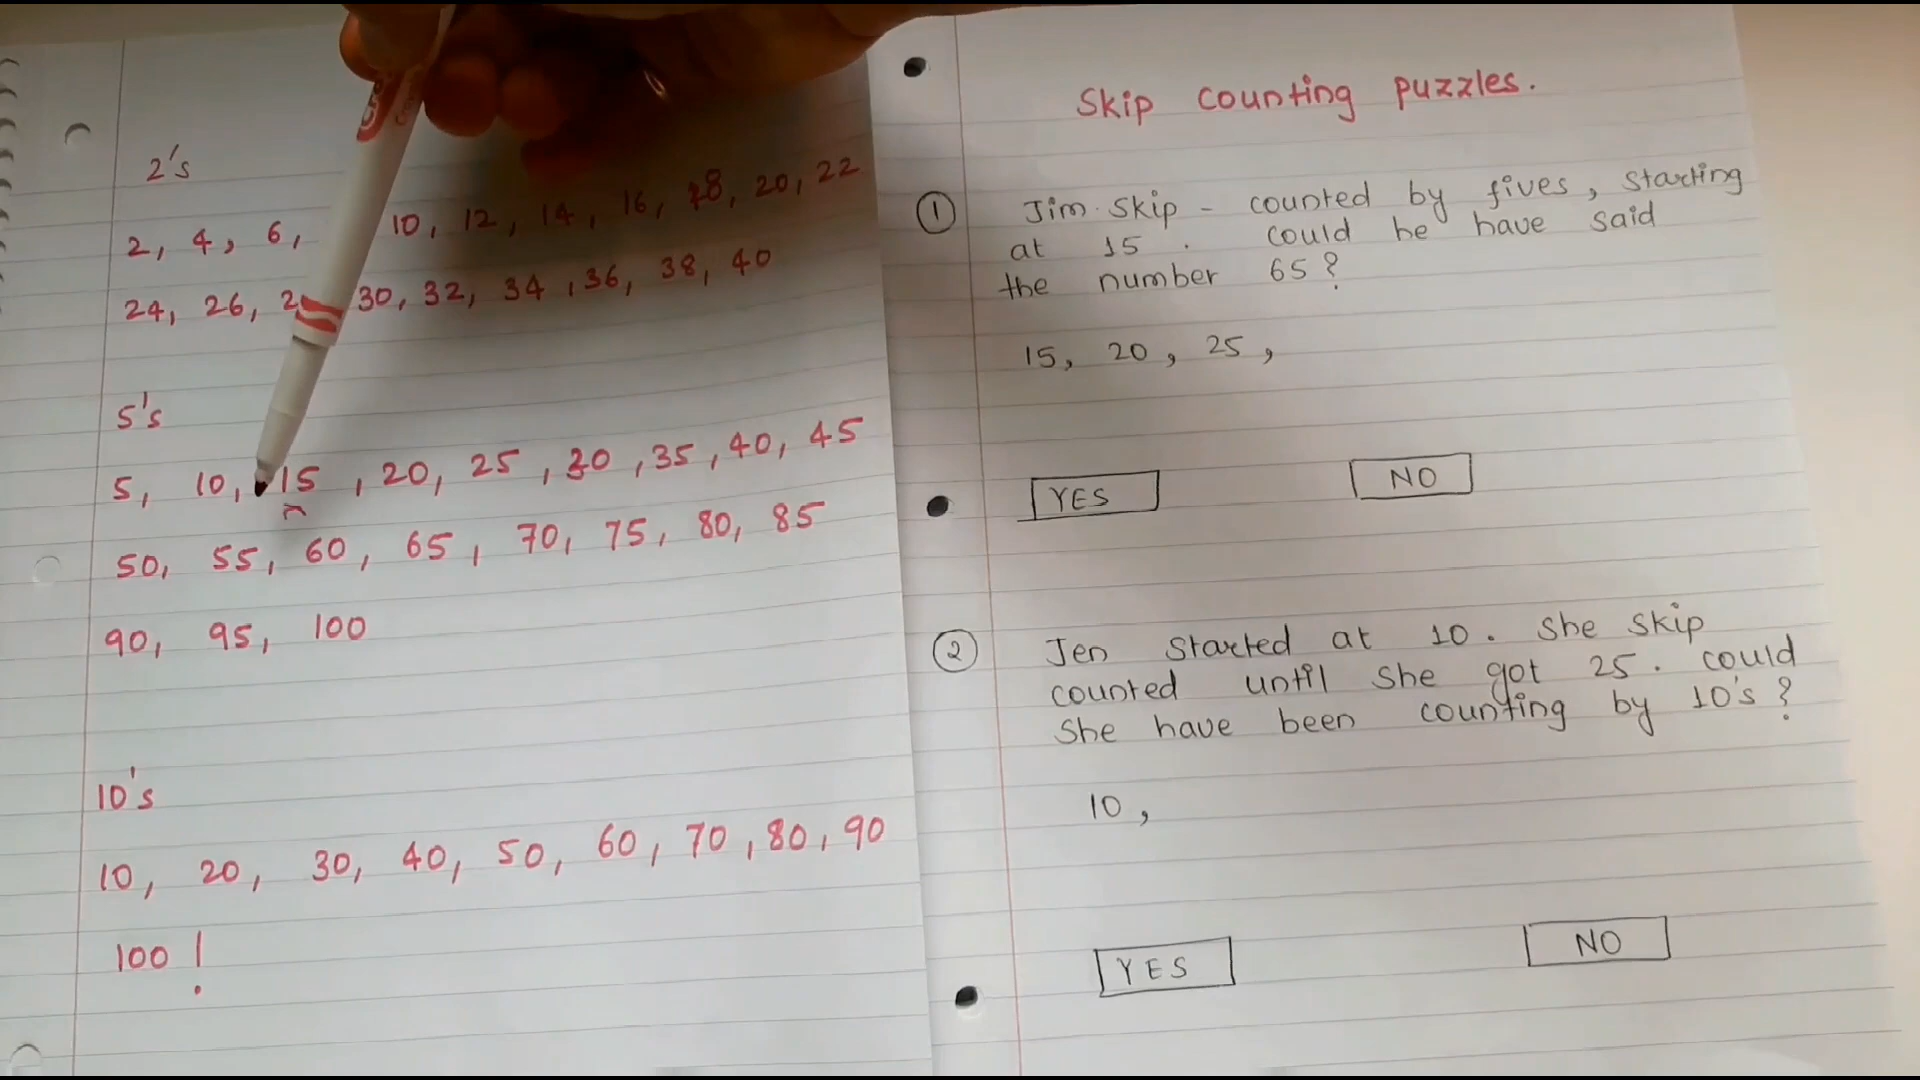 2's
2, 4, 6, 10, 12, 14, 16, 18, 20, 22
24, 26, 30, 32, 34, 36, 38, 40
5's
5, 10, 15, 20, 25, 30, 35, 40, 45
50, 55, 60, 65, 70, 75, 80, 85
90, 95, 100
10's
10, 20, 30, 40, 50, 60, 70, 80, 90
100 !
Skip counting puzzles.
1 Jim skip - counted by fives, starting
at 15. could he have said
the number 65?
15, 20, 25,
YES NO
2 Jen started at 10. She skip
counted until she got 25. could
she have been counting by 10's?
10,
YES NO